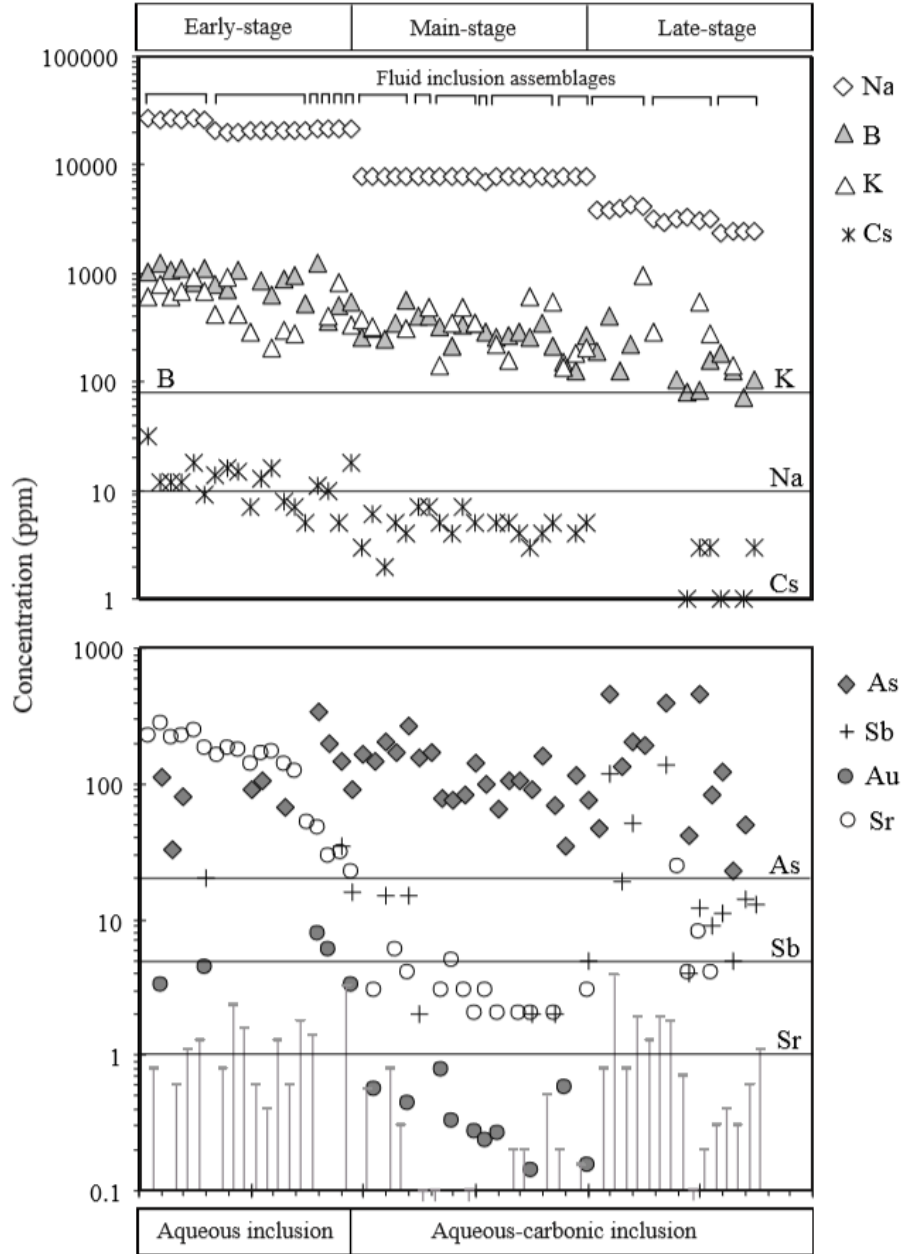 Early-stage Main-stage Late-stage
100000
Fluid inclusion assemblages
10000
1000
100
10
1
B K
Na
Cs
Na
B
K
Cs
Concentration (ppm)
1000
100
10
1
0.1
As
Sb
Sr
As
Sb
Au
Sr
Aqueous inclusion Aqueous-carbonic inclusion